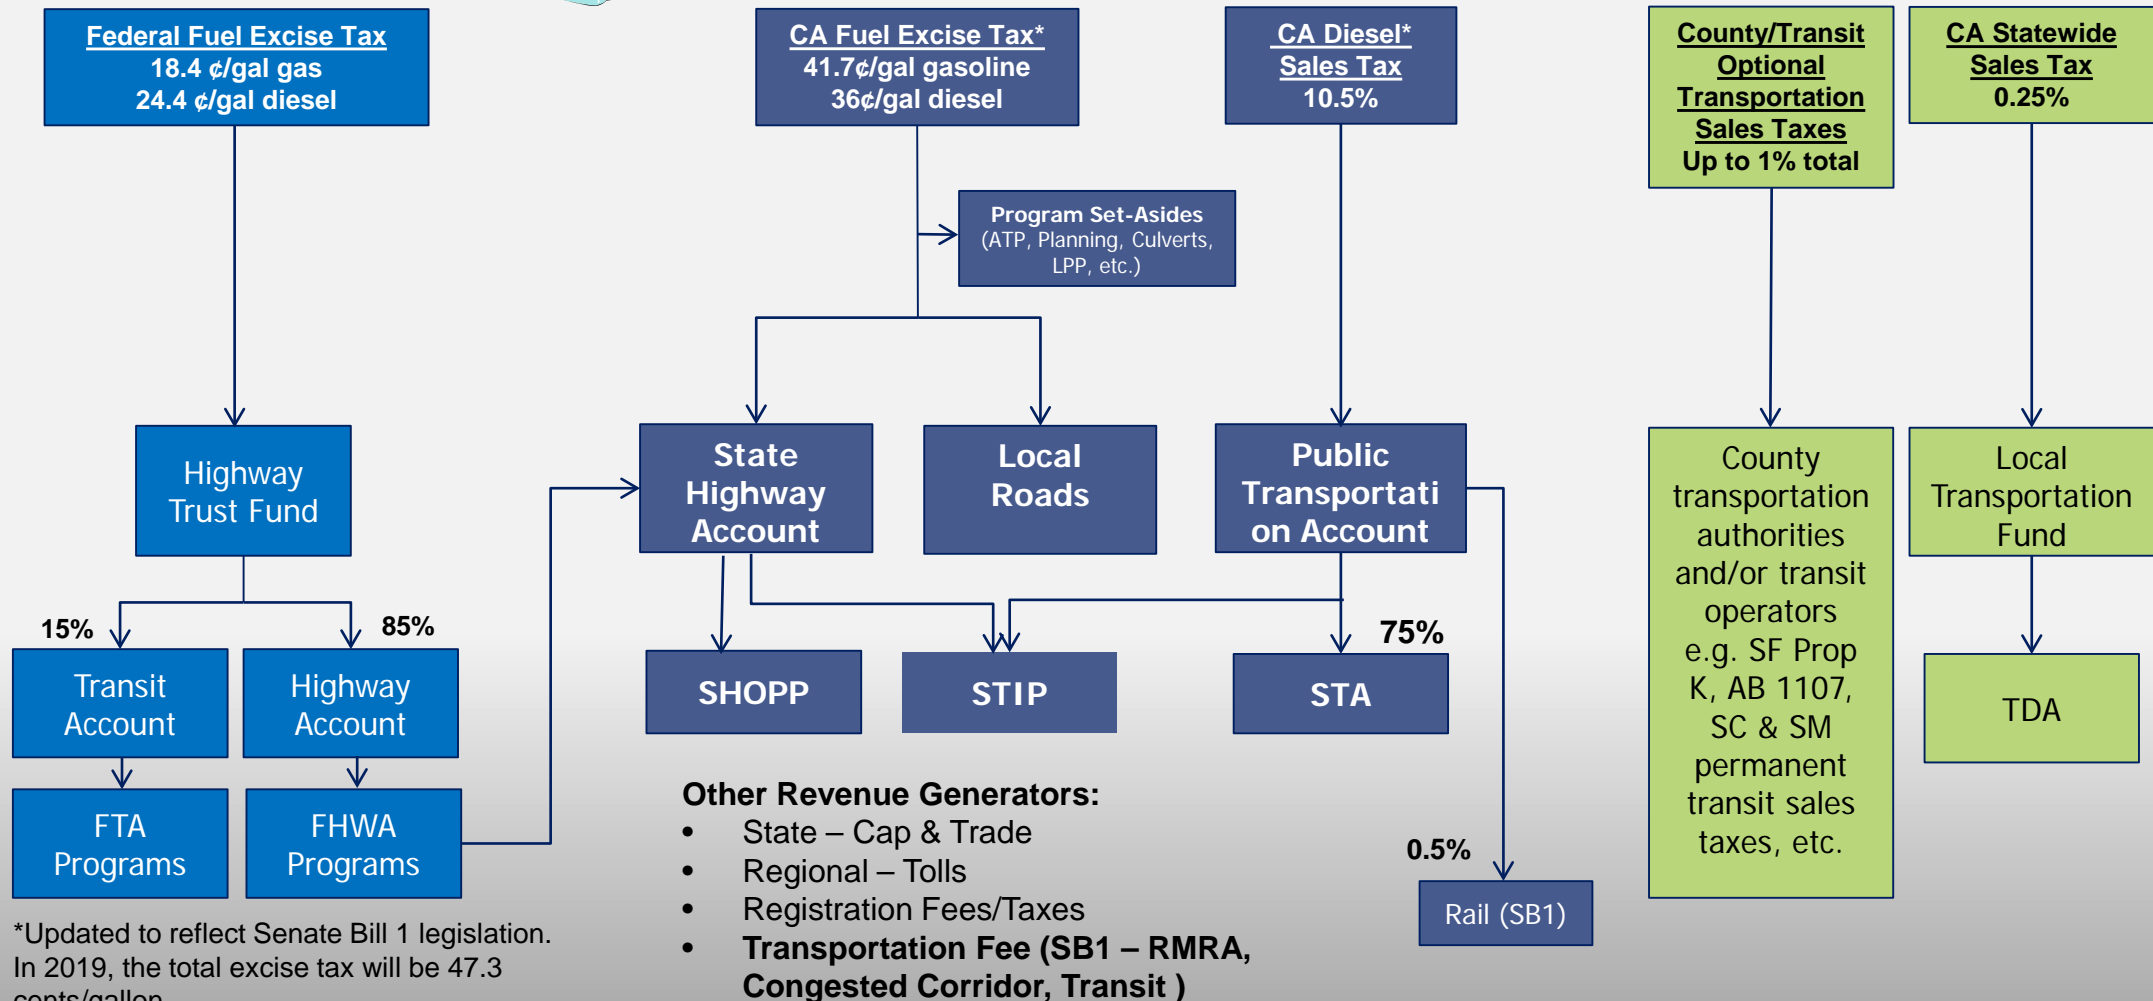 Federal Fuel Excise Tax
18.4 ¢/gal gas
24.4 ¢/gal diesel
CA Fuel Excise Tax*
41.7¢/gal gasoline
36¢/gal diesel
CA Diesel*
Sales Tax
10.5%
County/Transit
Optional
Transportation
Sales Taxes
Up to 1% total
CA Statewide
Sales Tax
0.25%
Program Set-Asides
(ATP, Planning, Culverts,
LPP, etc.)
Highway
Trust Fund
State
Highway
Account
Local
Roads
Public
Transportati
on Account
County
transportation
authorities
and/or transit
operators
e.g. SF Prop
K, AB 1107,
SC & SM
permanent
transit sales
taxes, etc.
Local
Transportation
Fund
15%
85%
75%
Transit
Account
Highway
Account
SHOPP
STIP
STA
TDA
FTA
Programs
FHWA
Programs
Other Revenue Generators:
• State – Cap & Trade
• Regional – Tolls
• Registration Fees/Taxes
• Transportation Fee (SB1 – RMRA,
Congested Corridor, Transit )
0.5%
Rail (SB1)
*Updated to reflect Senate Bill 1 legislation.
In 2019, the total excise tax will be 47.3
cents/gallon